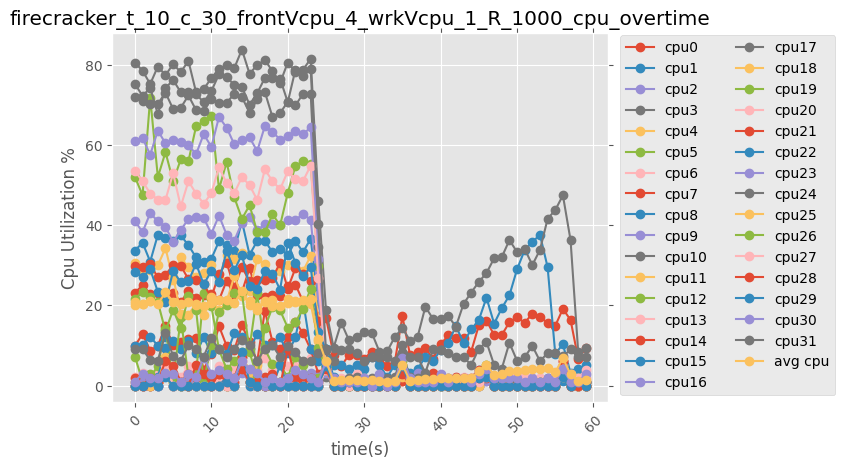 firecracker_t_10_c_30_frontVcpu_4_wrkVcpu_1_R_1000_cpu_overtime
Cpu Utilization %
80
60
40
20
0
0
10
20
30
40
50
60
time(s)
cpu0
cpu1
cpu2
cpu3
cpu4
cpu5
cpu6
cpu7
cpu8
cpu9
cpu10
cpu11
cpu12
cpu13
cpu14
cpu15
cpu16
cpu17
cpu18
cpu19
cpu20
cpu21
cpu22
cpu23
cpu24
cpu25
cpu26
cpu27
cpu28
cpu29
cpu30
cpu31
avg cpu